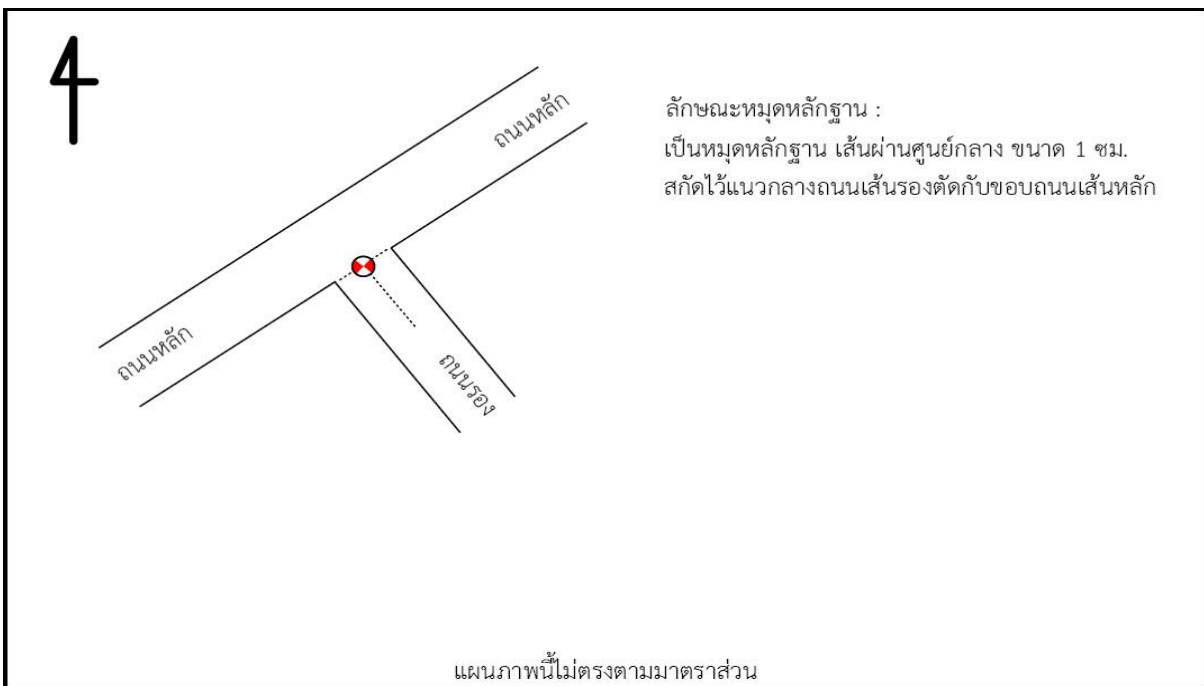 ถนนหลัก
ลักษณะหมุดหลักฐาน :
เป็นหมุดหลักฐาน เส้นผ่านศูนย์กลาง ขนาด 1 ซม.
สกัดไว้แนวกลางถนนเส้นรองตัดกับขอบถนนเส้นหลัก
ถนนหลัก
ถนนรอง
แผนภาพนี้ไม่ตรงตามมาตราส่วน